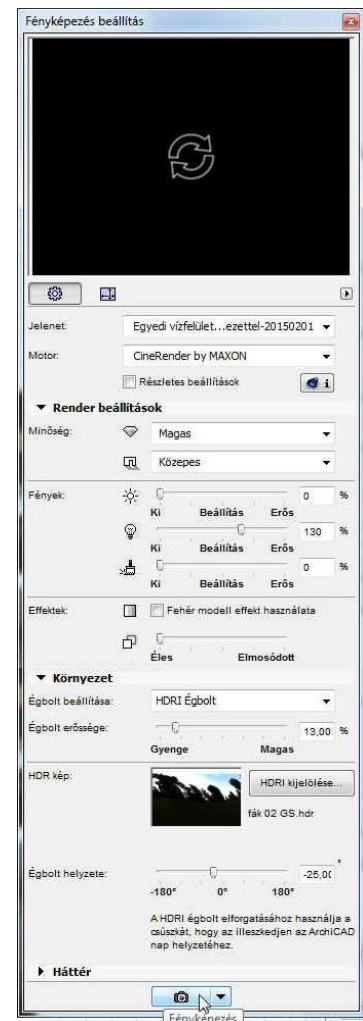 Fényképezés beállítás
Jelenet: Egyedi vízfelület...ezettel-20150201
Motor: CineRender by MAXON
Részletes beállítások i
Render beállítások
Minőség: Magas
Közepes
Fények: 0 %
Ki Beállítás Erős
130 %
Ki Beállítás Erős
0 %
Ki Beállítás Erős
Effektek: Fehér modell effekt használata
Éles Elmosódott
Környezet
Égbolt beállítása: HDRI Égbolt
Égbolt erőssége: 13,00 %
Gyenge Magas
HDR kép: HDRI kijelölése...
fák 02 GS.hdr
Égbolt helyzete: -25,00 °
-180° 0° 180°
A HDRI égbolt elforgatásához használja a
csúszkát, hogy az illeszkedjen az ArchiCAD
nap helyzetéhez.
Háttér
Fényképezés